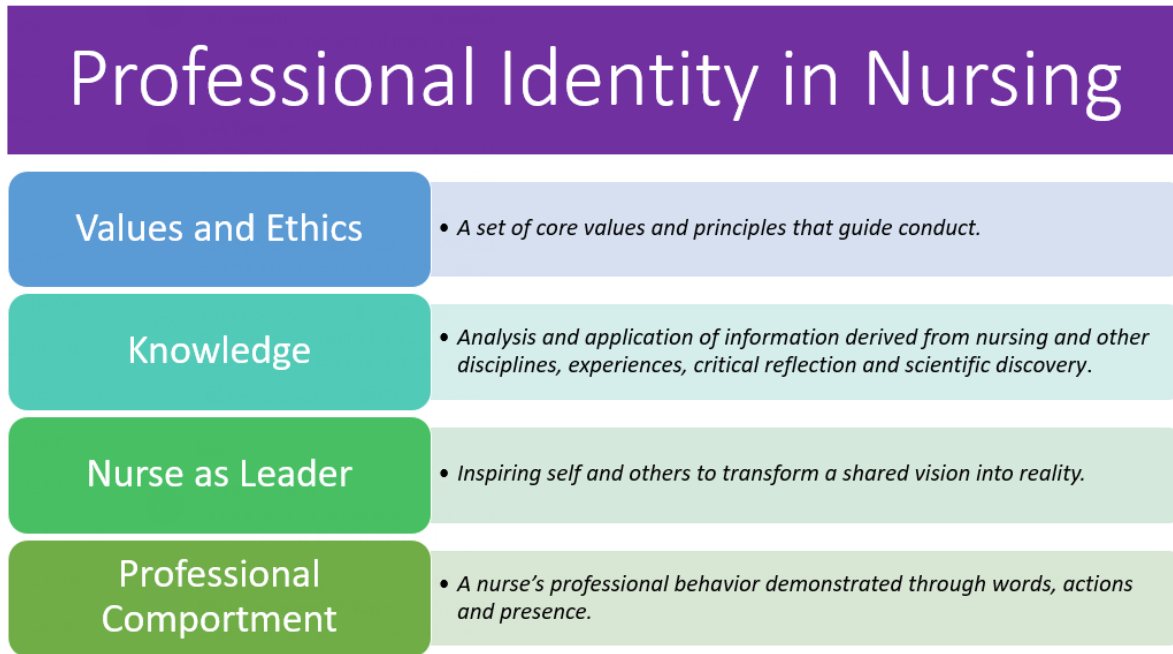 Professional Identity in Nursing
Values and Ethics
• A set of core values and principles that guide conduct.
Knowledge
• Analysis and application of information derived from nursing and other
disciplines, experiences, critical reflection and scientific discovery.
Nurse as Leader
• Inspiring self and others to transform a shared vision into reality.
Professional
Comportment
• A nurse’s professional behavior demonstrated through words, actions
and presence.